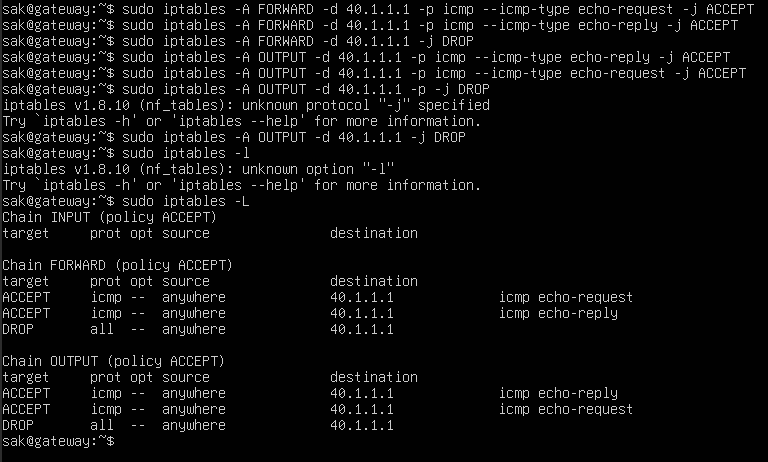 sak@gateway:~$ sudo iptables -A FORWARD -d 40.1.1.1 -p icmp --icmp-type echo-request -j ACCEPT
sak@gateway:~$ sudo iptables -A FORWARD -d 40.1.1.1 -p icmp --icmp-type echo-reply -j ACCEPT
sak@gateway:~$ sudo iptables -A FORWARD -d 40.1.1.1 -j DROP
sak@gateway:~$ sudo iptables -A OUTPUT -d 40.1.1.1 -p icmp --icmp-type echo-reply -j ACCEPT
sak@gateway:~$ sudo iptables -A OUTPUT -d 40.1.1.1 -p icmp --icmp-type echo-request -j ACCEPT
sak@gateway:~$ sudo iptables -A OUTPUT -d 40.1.1.1 -p -j DROP
iptables v1.8.10 (nf_tables): unknown protocol "-j" specified
Try `iptables -h' or 'iptables --help' for more information.
sak@gateway:~$ sudo iptables -A OUTPUT -d 40.1.1.1 -j DROP
sak@gateway:~$ sudo iptables -l
iptables v1.8.10 (nf_tables): unknown option "-l"
Try `iptables -h' or 'iptables --help' for more information.
sak@gateway:~$ sudo iptables -L
Chain INPUT (policy ACCEPT)
target     prot opt source               destination

Chain FORWARD (policy ACCEPT)
target     prot opt source               destination
ACCEPT     icmp --  anywhere             40.1.1.1             icmp echo-request
ACCEPT     icmp --  anywhere             40.1.1.1             icmp echo-reply
DROP       all  --  anywhere             40.1.1.1

Chain OUTPUT (policy ACCEPT)
target     prot opt source               destination
ACCEPT     icmp --  anywhere             40.1.1.1             icmp echo-reply
ACCEPT     icmp --  anywhere             40.1.1.1             icmp echo-request
DROP       all  --  anywhere             40.1.1.1
sak@gateway:~$